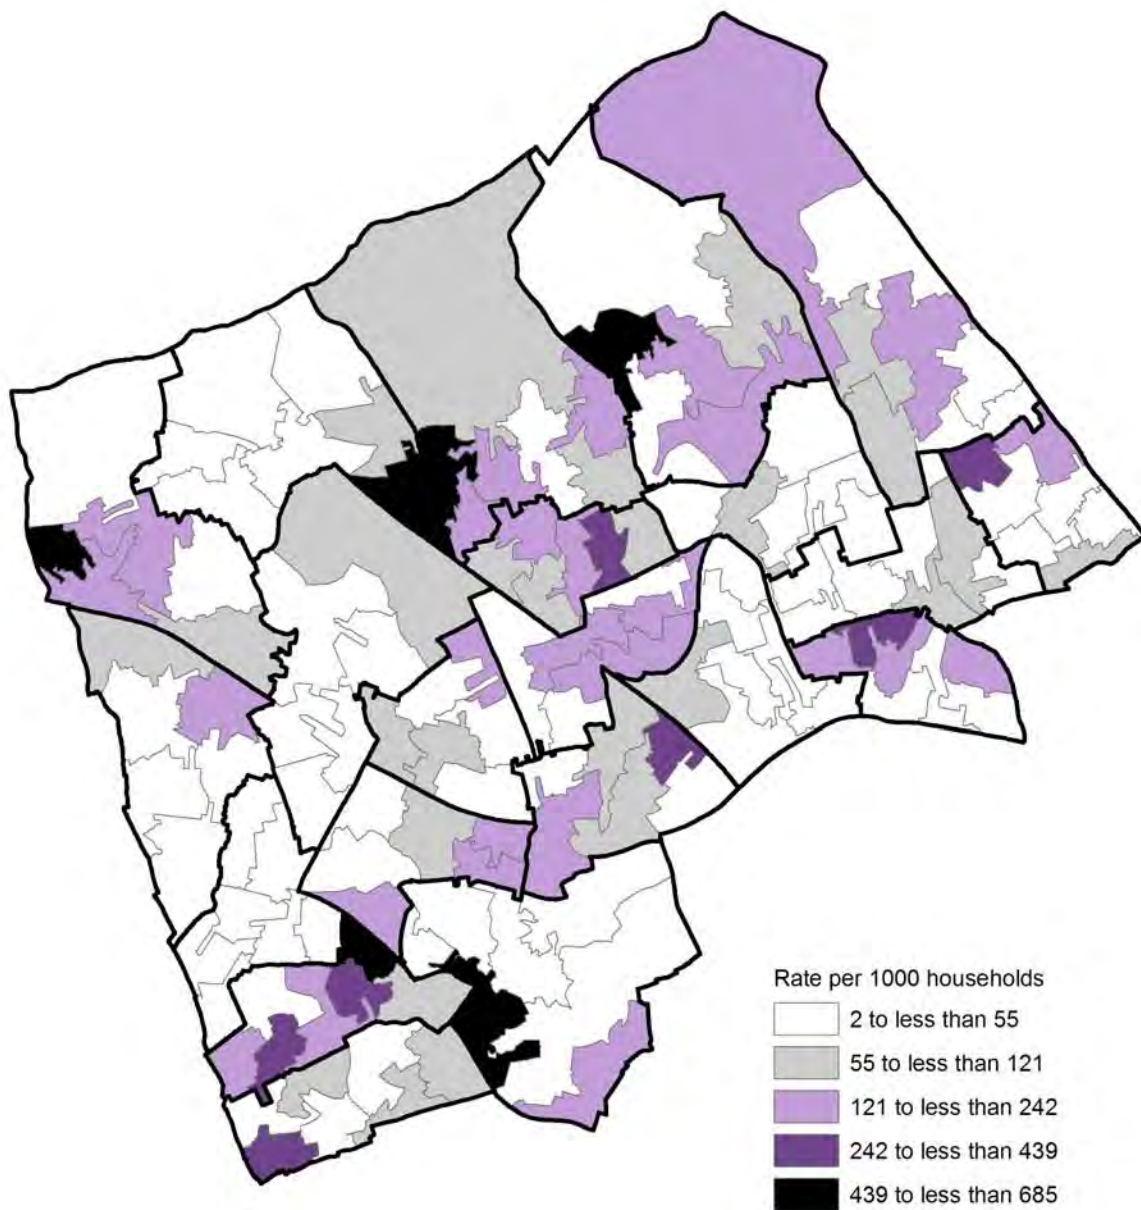 Rate per 1000 households
2 to less than 55
55 to less than 121
121 to less than 242
242 to less than 439
439 to less than 685